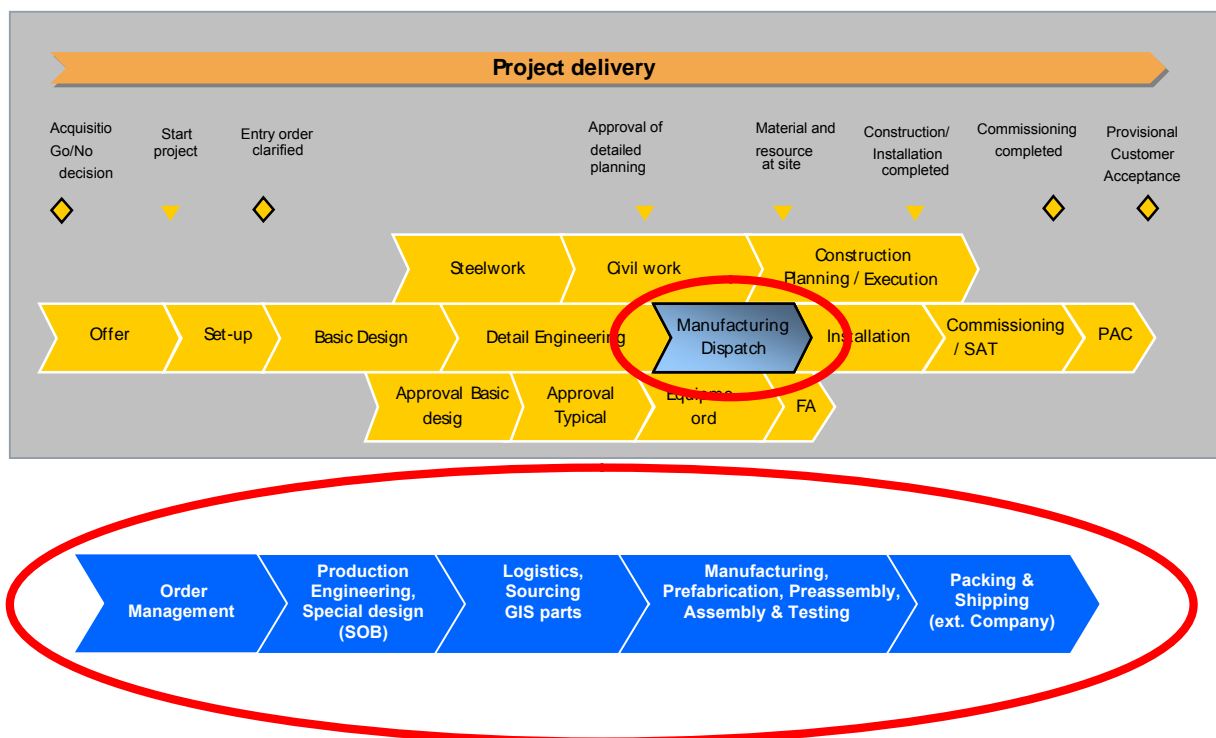 Project delivery
Acquisitio
Go/No
decision
Start
project
Entry order
clarified
Approval of
detailed
planning
Material and
resource
at site
Construction/
Installation
completed
Commissioning
completed
Provisional
Customer
Acceptance
Steelwork
Civil work
Construction
Planning / Execution
Offer
Set-up
Basic Design
Detail Engineering
Manufacturing
Dispatch
Installation
Commissioning
/ SAT
PAC
Approval Basic
desig
Approval
Typical
Equipme
ord
FA
Order
Management
Production
Engineering,
Special design
(SOB)
Logistics,
Sourcing
GIS parts
Manufacturing,
Prefabrication, Preassembly,
Assembly & Testing
Packing &
Shipping
(ext. Company)